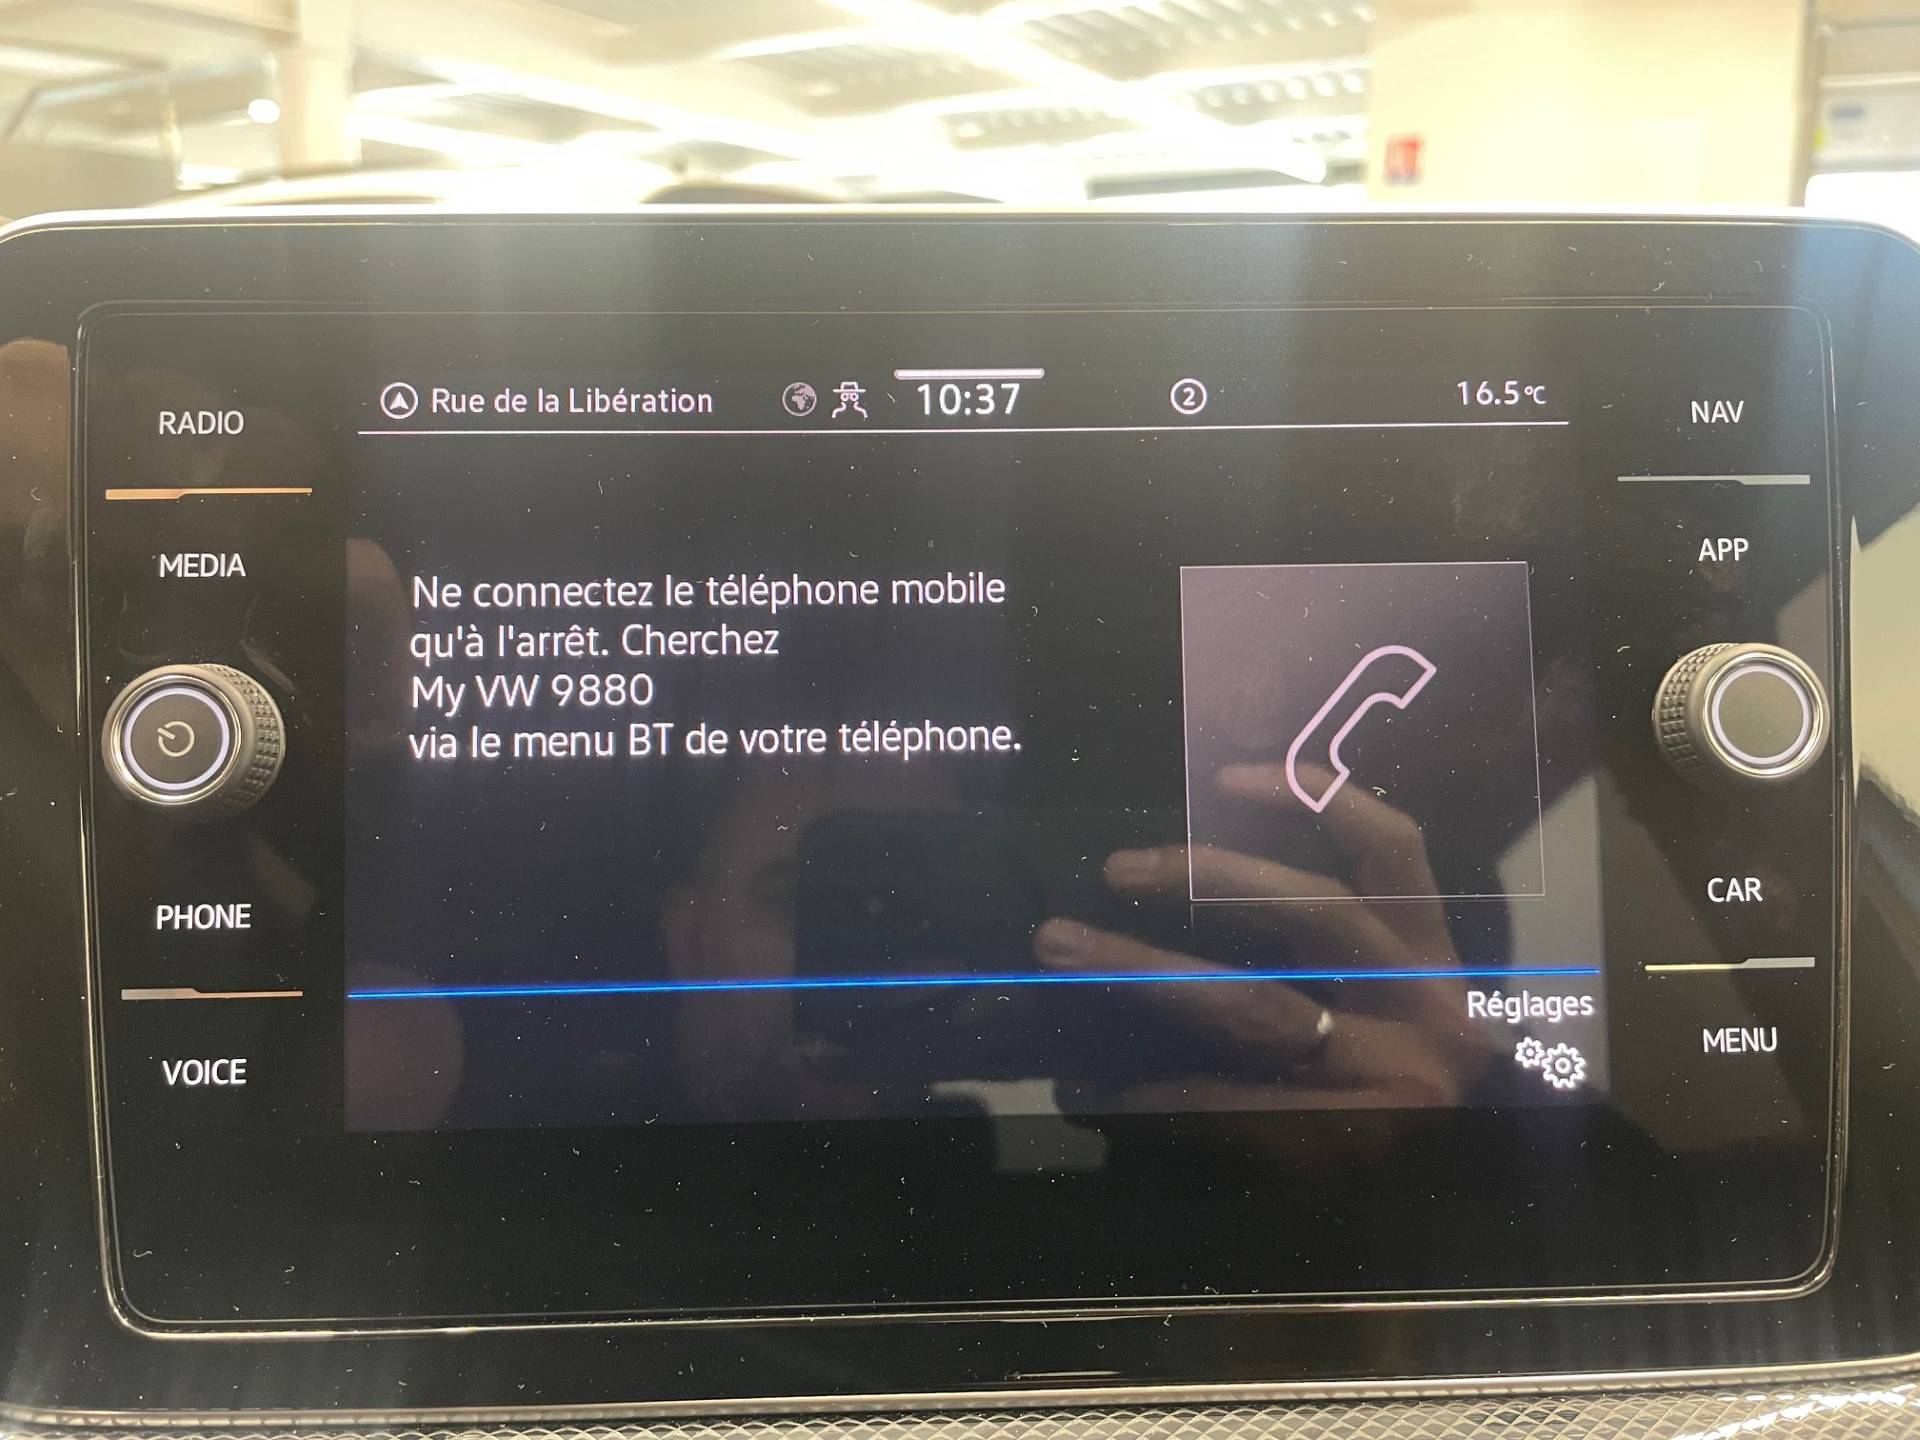 Rue de la Libération 10:37 2 16.5°C
RADIO
NAV
MEDIA
APP
Ne connectez le téléphone mobile
qu'à l'arrêt. Cherchez
My VW 9880
via le menu BT de votre téléphone.
PHONE
CAR
Réglages
VOICE
MENU